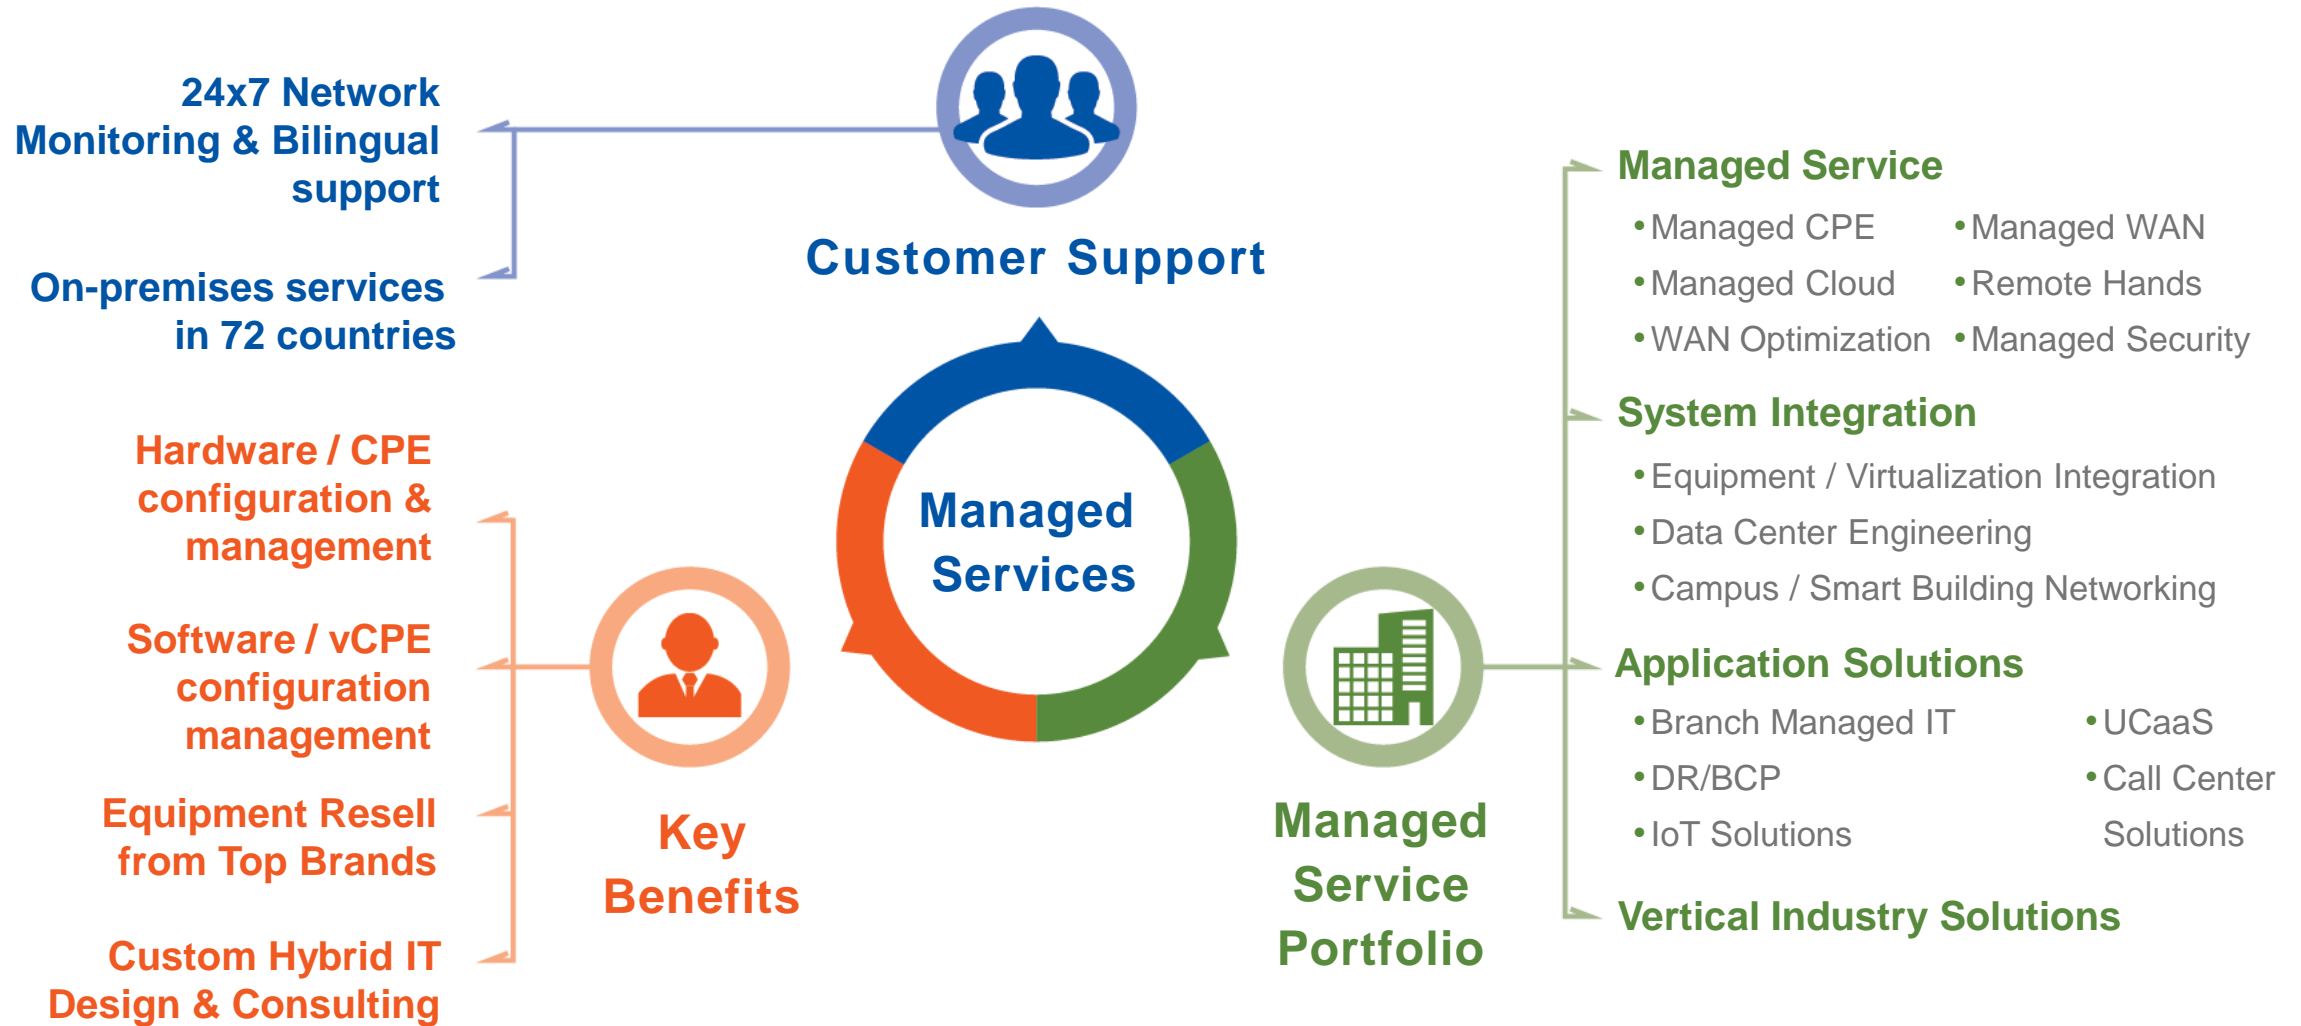 24x7 Network
Monitoring & Bilingual
support
On-premises services
in 72 countries
Customer Support
Hardware / CPE
configuration &
management
Software / vCPE
configuration
management
Equipment Resell
from Top Brands
Custom Hybrid IT
Design & Consulting
Key
Benefits
Managed
Services
Managed
Service
Portfolio
Managed Service
•Managed CPE
•Managed WAN
•Managed Cloud
•Remote Hands
•WAN Optimization
•Managed Security
System Integration
•Equipment / Virtualization Integration
•Data Center Engineering
•Campus / Smart Building Networking
Application Solutions
•Branch Managed IT
•UCaaS
•DR/BCP
•Call Center
Solutions
•IoT Solutions
Vertical Industry Solutions